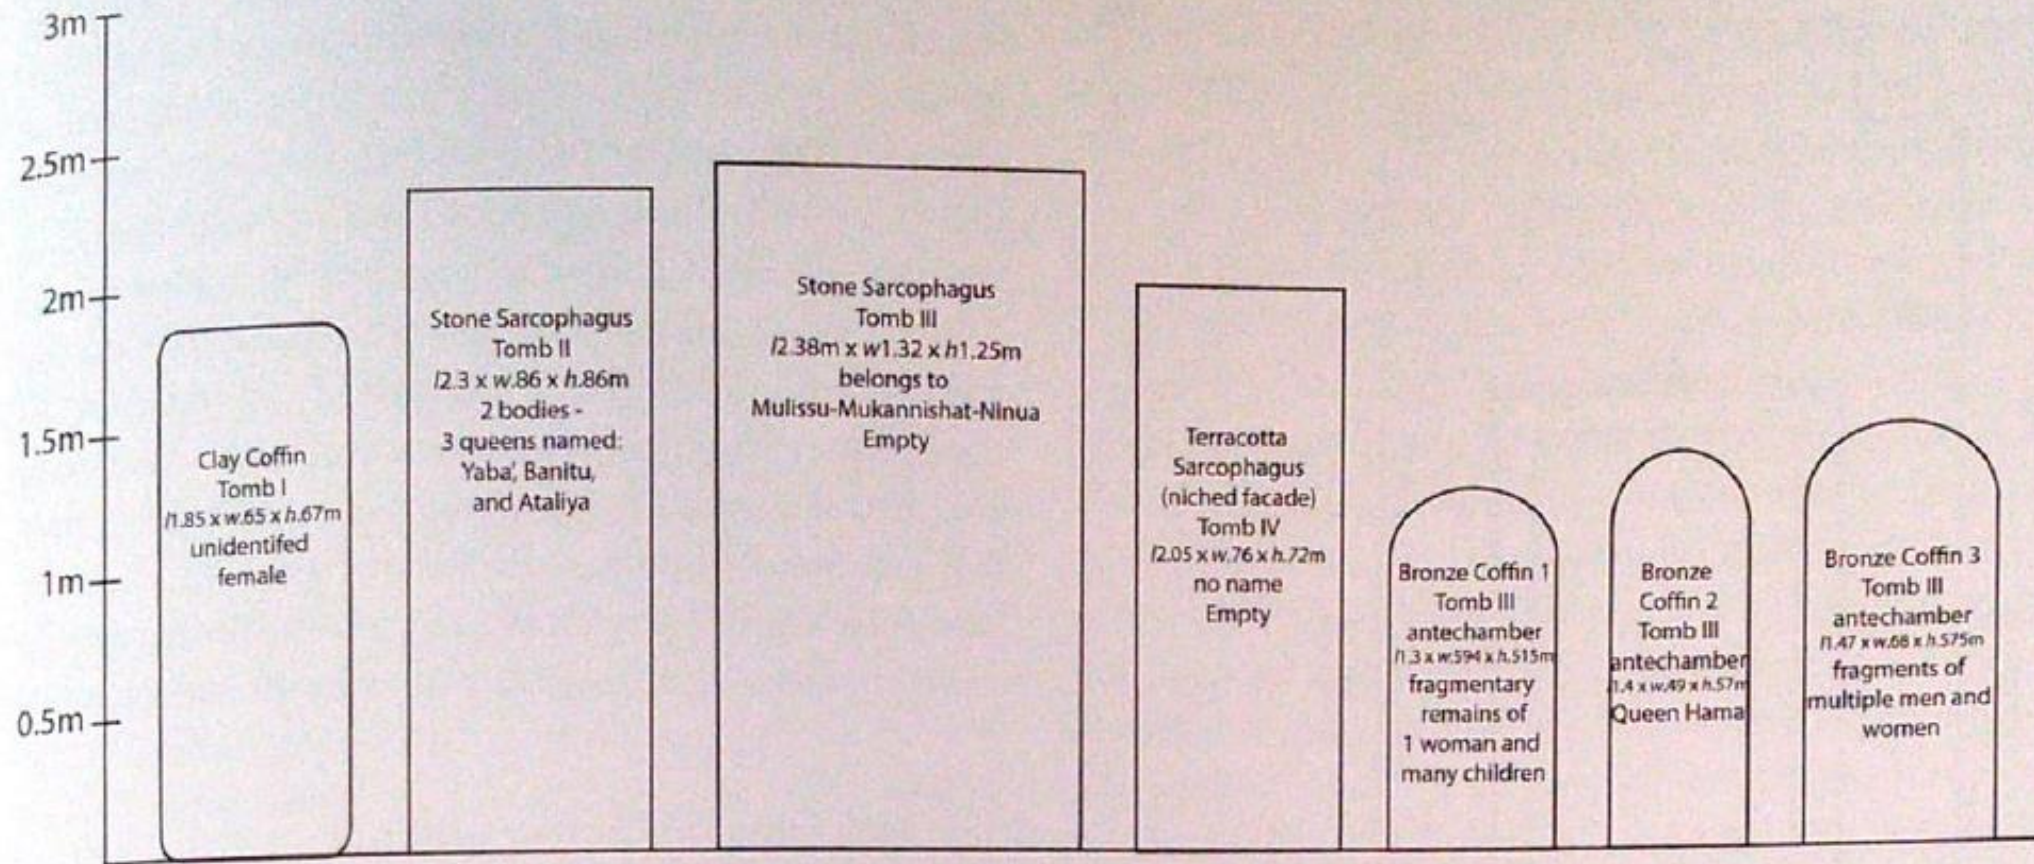 3m
2.5m
2m
1.5m
1m
0.5m
Clay Coffin
Tomb I
l1.85 x w.65 x h.67m
unidentifed
female
Stone Sarcophagus
Tomb II
l2.3 x w.86 x h.86m
2 bodies -
3 queens named:
Yaba', Banitu,
and Ataliya
Stone Sarcophagus
Tomb III
l2.38m x w1.32 x h1.25m
belongs to
Mulissu-Mukannishat-Ninua
Empty
Terracotta
Sarcophagus
(niched facade)
Tomb IV
l2.05 x w.76 x h.72m
no name
Empty
Bronze Coffin 1
Tomb III
antechamber
l1.3 x w.594 x h.515m
fragmentary
remains of
1 woman and
many children
Bronze
Coffin 2
Tomb III
antechamber
l1.4 x w.49 x h.57m
Queen Hama
Bronze Coffin 3
Tomb III
antechamber
l1.47 x w.68 x h.575m
fragments of
multiple men and
women